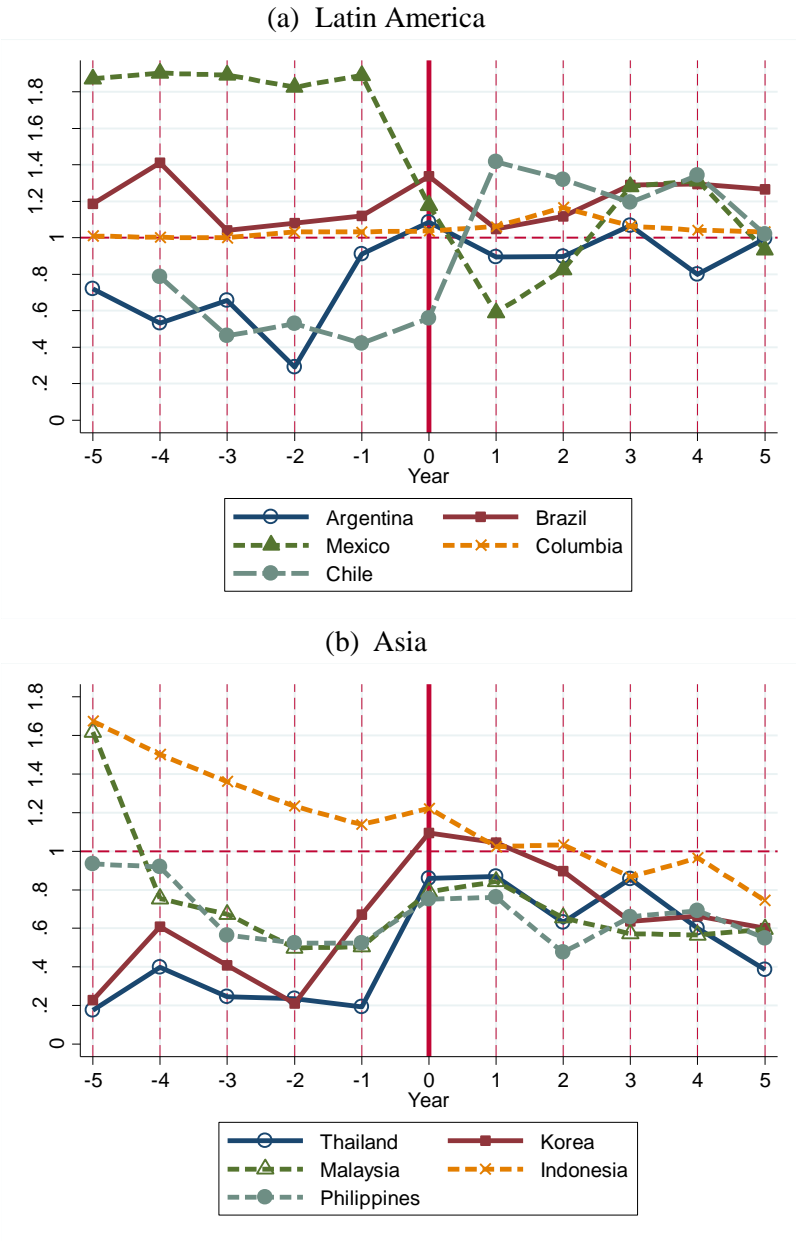 (a) Latin America
1.8
1.6
1.4
1.2
1
.8
.6
.4
.2
0
-5 -4 -3 -2 -1 0 1 2 3 4 5
Year
Argentina Brazil
Mexico Columbia
Chile
(b) Asia
1.8
1.6
1.4
1.2
1
.8
.6
.4
.2
0
-5 -4 -3 -2 -1 0 1 2 3 4 5
Year
Thailand Korea
Malaysia Indonesia
Philippines